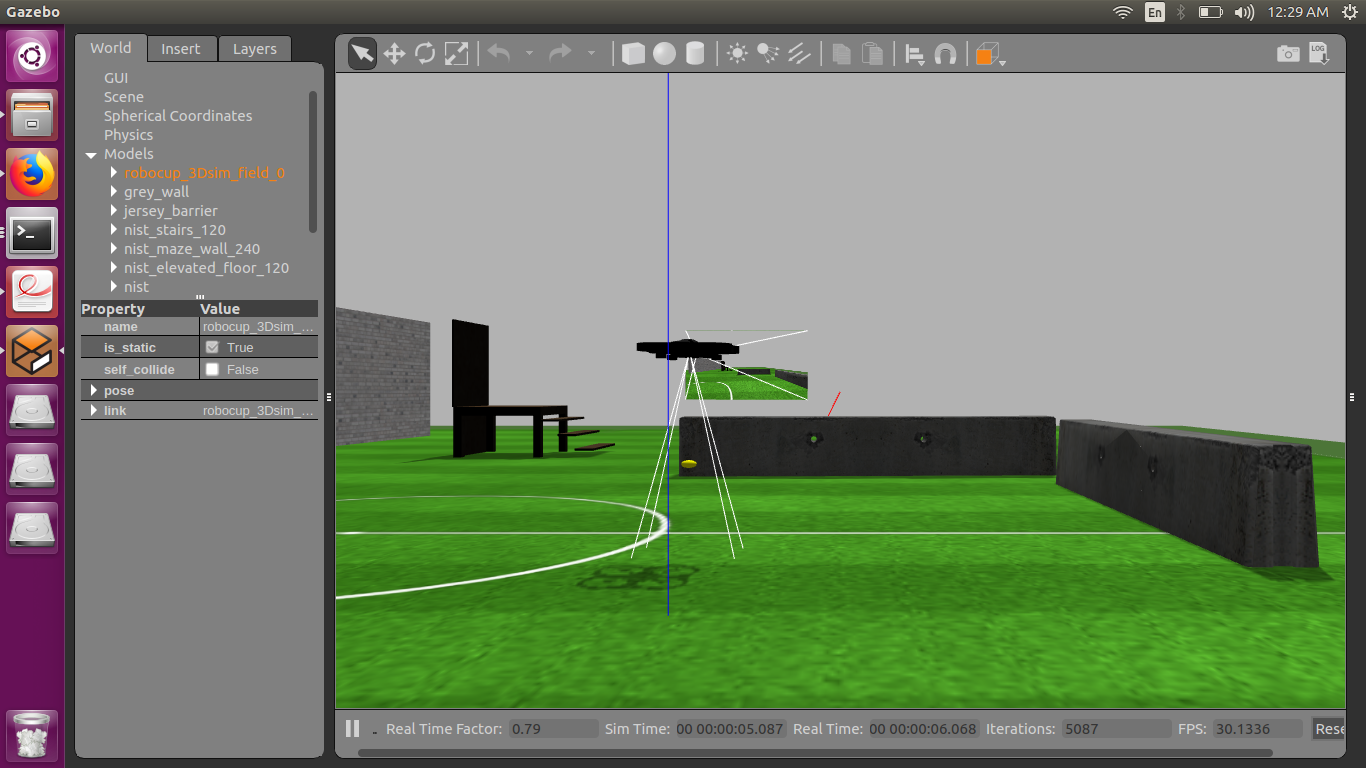 Gazebo
En
12:29 AM
World Insert Layers
LOG
GUI
Scene
Spherical Coordinates
Physics
Models
robocup_3Dsim_field_0
grey_wall
jersey_barrier
nist_stairs_120
nist_maze_wall_240
nist_elevated_floor_120
nist
Property Value
name robocup_3Dsim_...
is_static True
self_collide False
pose
link robocup_3Dsim_...
Real Time Factor: 0.79 Sim Time: 00 00:00:05.087 Real Time: 00 00:00:06.068 Iterations: 5087 FPS: 30.1336 Rese